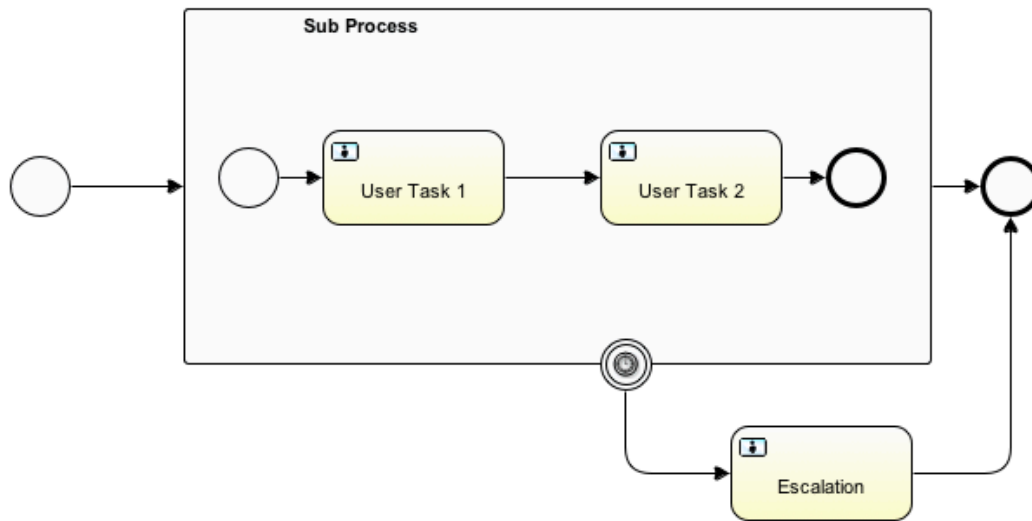 Sub Process
User Task 1
User Task 2
Escalation